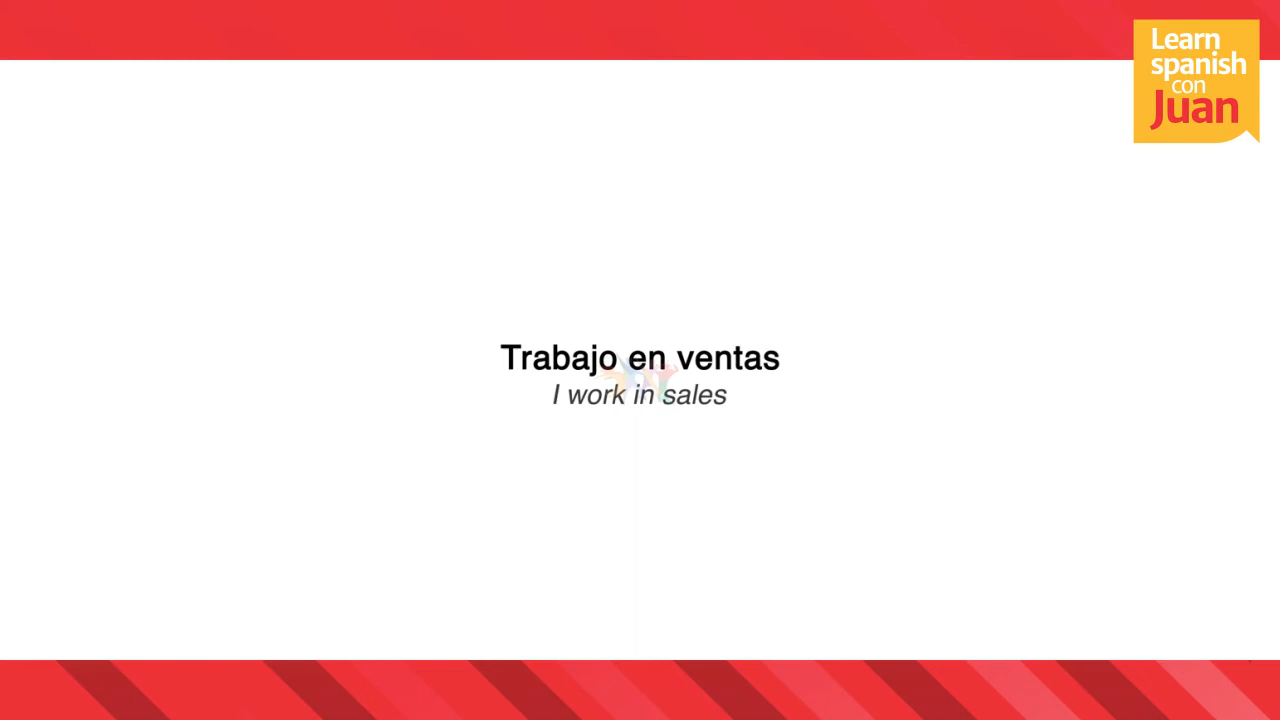 Learn
spanish
con
Juan
Trabajo en ventas
I work in sales